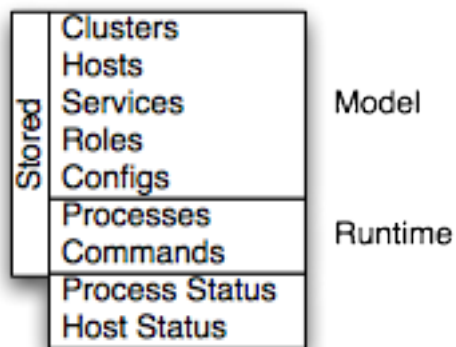 Stored
Clusters
Hosts
Services
Roles
Configs
Model
Processes
Commands
Runtime
Process Status
Host Status